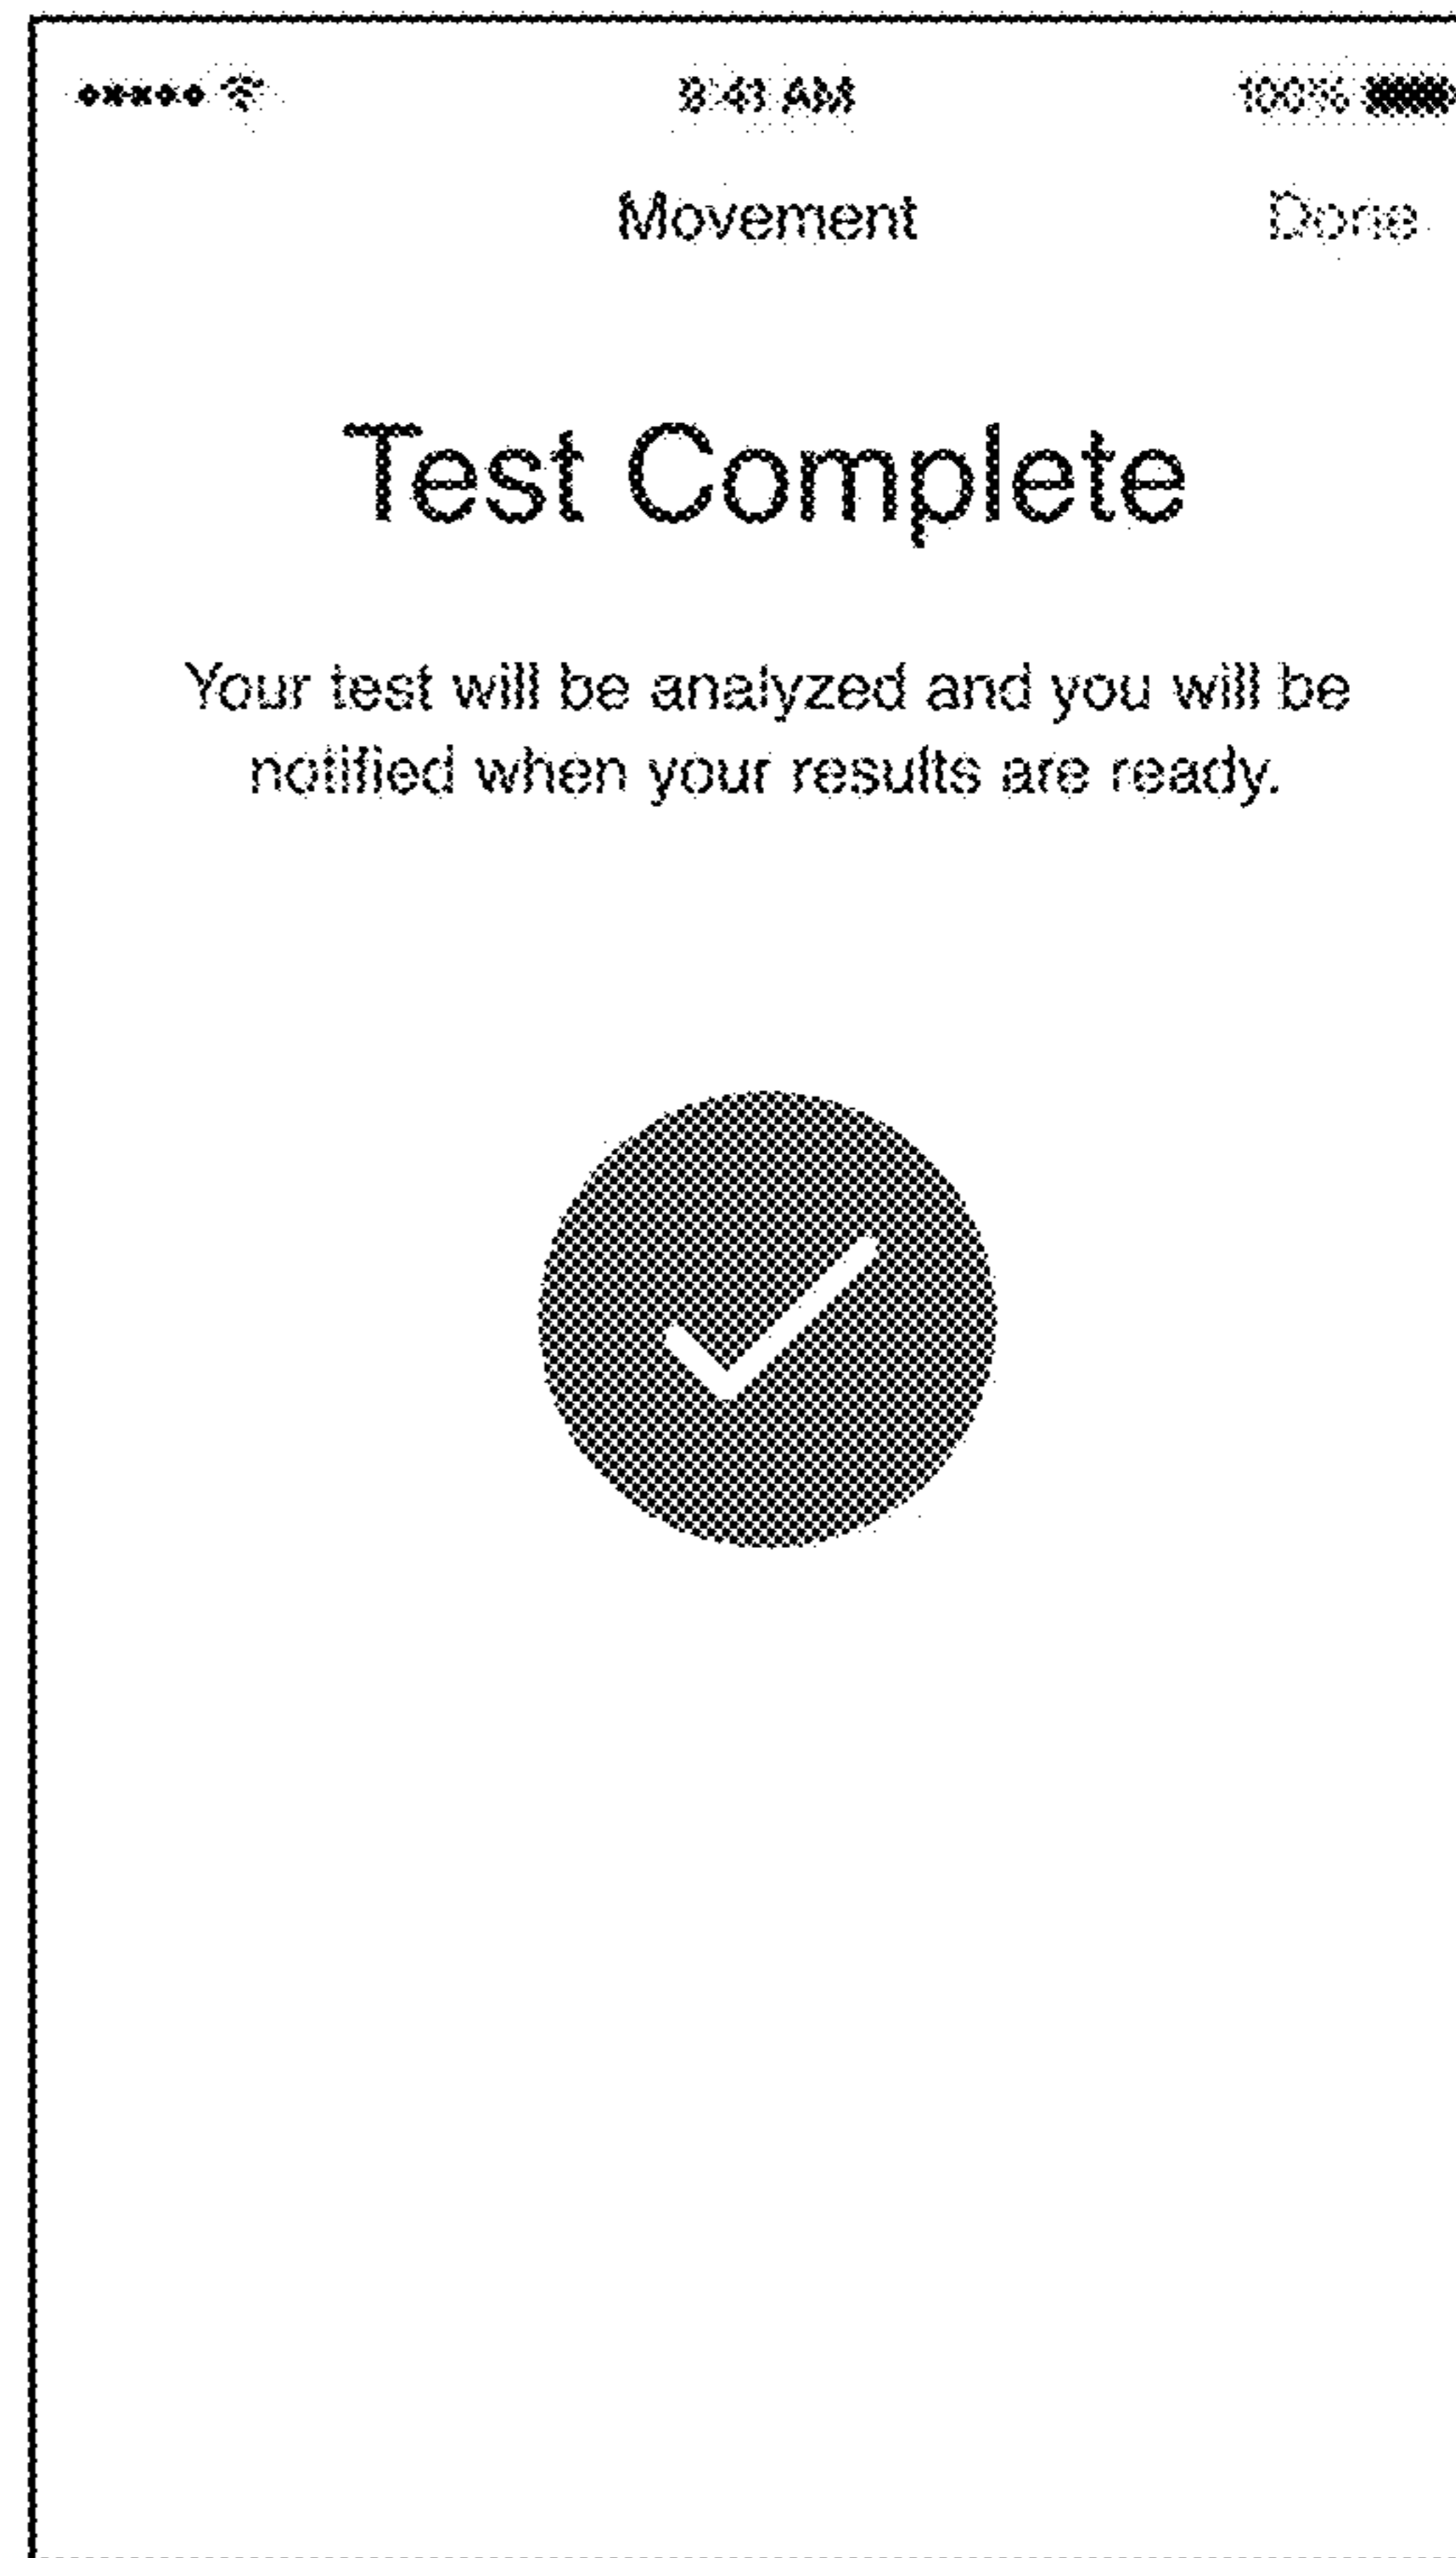 9:41 AM 100%
Movement Done
Test Complete
Your test will be analyzed and you will be
notified when your results are ready.